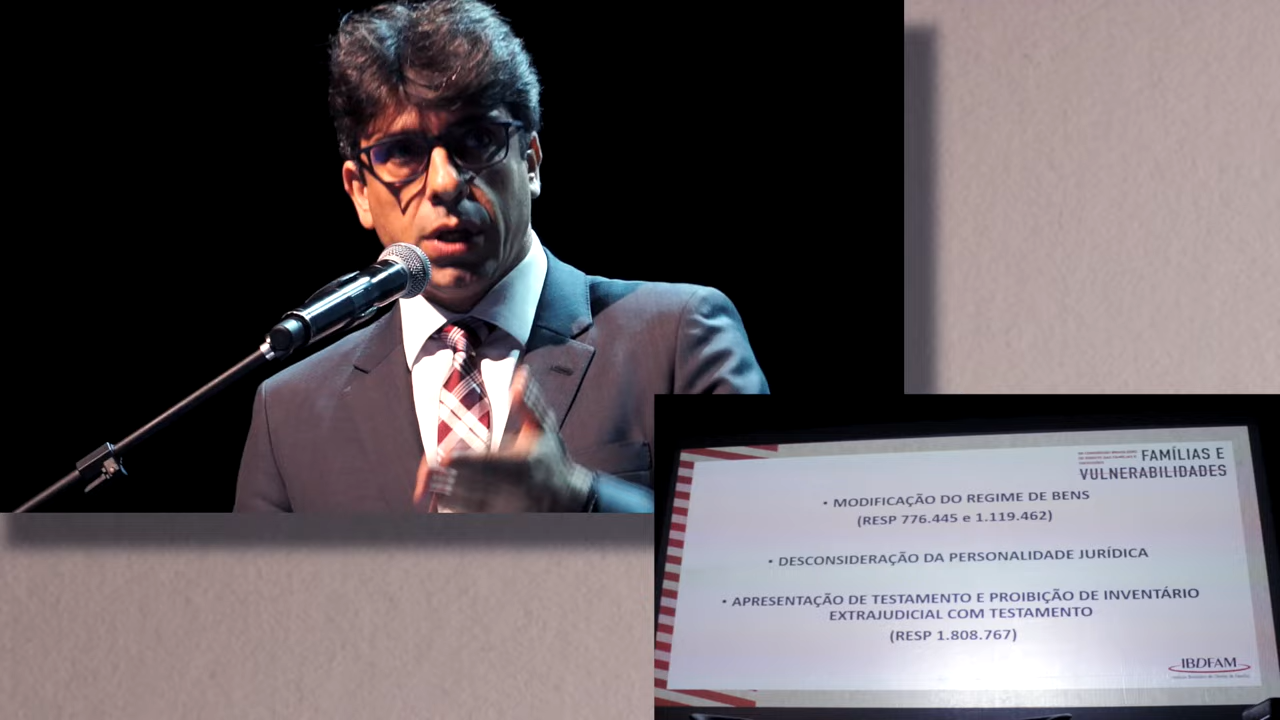 FAMÍLIAS E
VULNERABILIDADES
• MODIFICAÇÃO DO REGIME DE BENS
(RESP 776.445 e 1.119.462)
• DESCONSIDERAÇÃO DA PERSONALIDADE JURÍDICA
• APRESENTAÇÃO DE TESTAMENTO E PROIBIÇÃO DE INVENTÁRIO
EXTRAJUDICIAL COM TESTAMENTO
(RESP 1.808.767)
IBDFAM